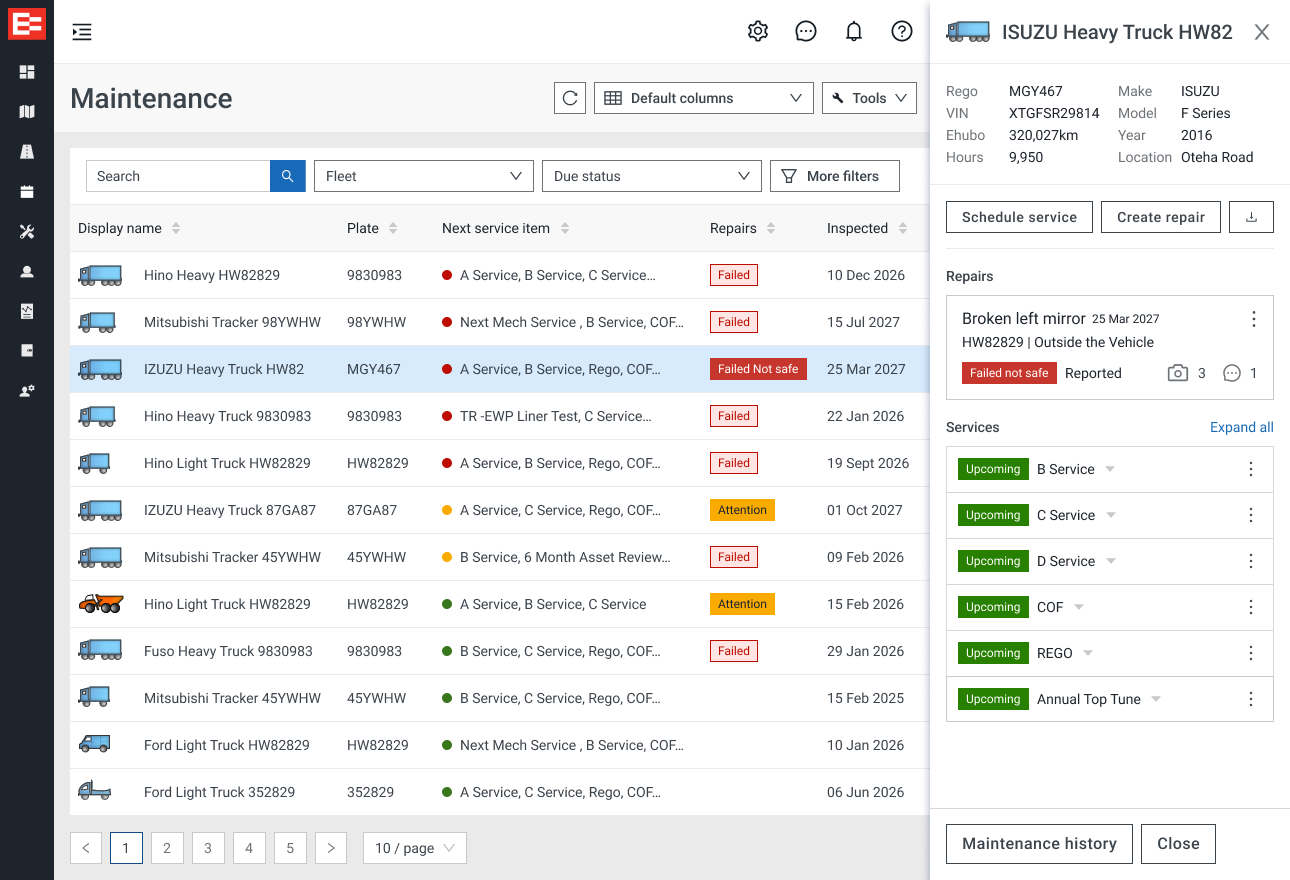 Maintenance
Default columns
Tools
Search
Fleet
Due status
More filters
Display name Plate Next service item Repairs Inspected
Hino Heavy HW82829 9830983 A Service, B Service, C Service... Failed 10 Dec 2026
Mitsubishi Tracker 98YWHW 98YWHW Next Mech Service , B Service, COF... Failed 15 Jul 2027
IZUZU Heavy Truck HW82 MGY467 A Service, B Service, Rego, COF... Failed Not safe 25 Mar 2027
Hino Heavy Truck 9830983 9830983 TR -EWP Liner Test, C Service... Failed 22 Jan 2026
Hino Light Truck HW82829 HW82829 A Service, B Service, Rego, COF... Failed 19 Sept 2026
IZUZU Heavy Truck 87GA87 87GA87 A Service, C Service, Rego, COF... Attention 01 Oct 2027
Mitsubishi Tracker 45YWHW 45YWHW B Service, 6 Month Asset Review... Failed 09 Feb 2026
Hino Light Truck HW82829 HW82829 A Service, B Service, C Service Attention 15 Feb 2026
Fuso Heavy Truck 9830983 9830983 B Service, C Service, Rego, COF... Failed 29 Jan 2026
Mitsubishi Tracker 45YWHW 45YWHW B Service, C Service, Rego, COF... 15 Feb 2025
Ford Light Truck HW82829 HW82829 Next Mech Service , B Service, COF... 10 Jan 2026
Ford Light Truck 352829 352829 A Service, C Service, Rego, COF... 06 Jun 2026
< 1 2 3 4 5 > 10 / page
ISUZU Heavy Truck HW82
Rego MGY467 Make ISUZU
VIN XTGFSR29814 Model F Series
Ehubo 320,027km Year 2016
Hours 9,950 Location Oteha Road
Schedule service
Create repair
Repairs
Broken left mirror 25 Mar 2027
HW82829 | Outside the Vehicle
Failed not safe Reported 3 1
Services Expand all
Upcoming B Service
Upcoming C Service
Upcoming D Service
Upcoming COF
Upcoming REGO
Upcoming Annual Top Tune
Maintenance history
Close